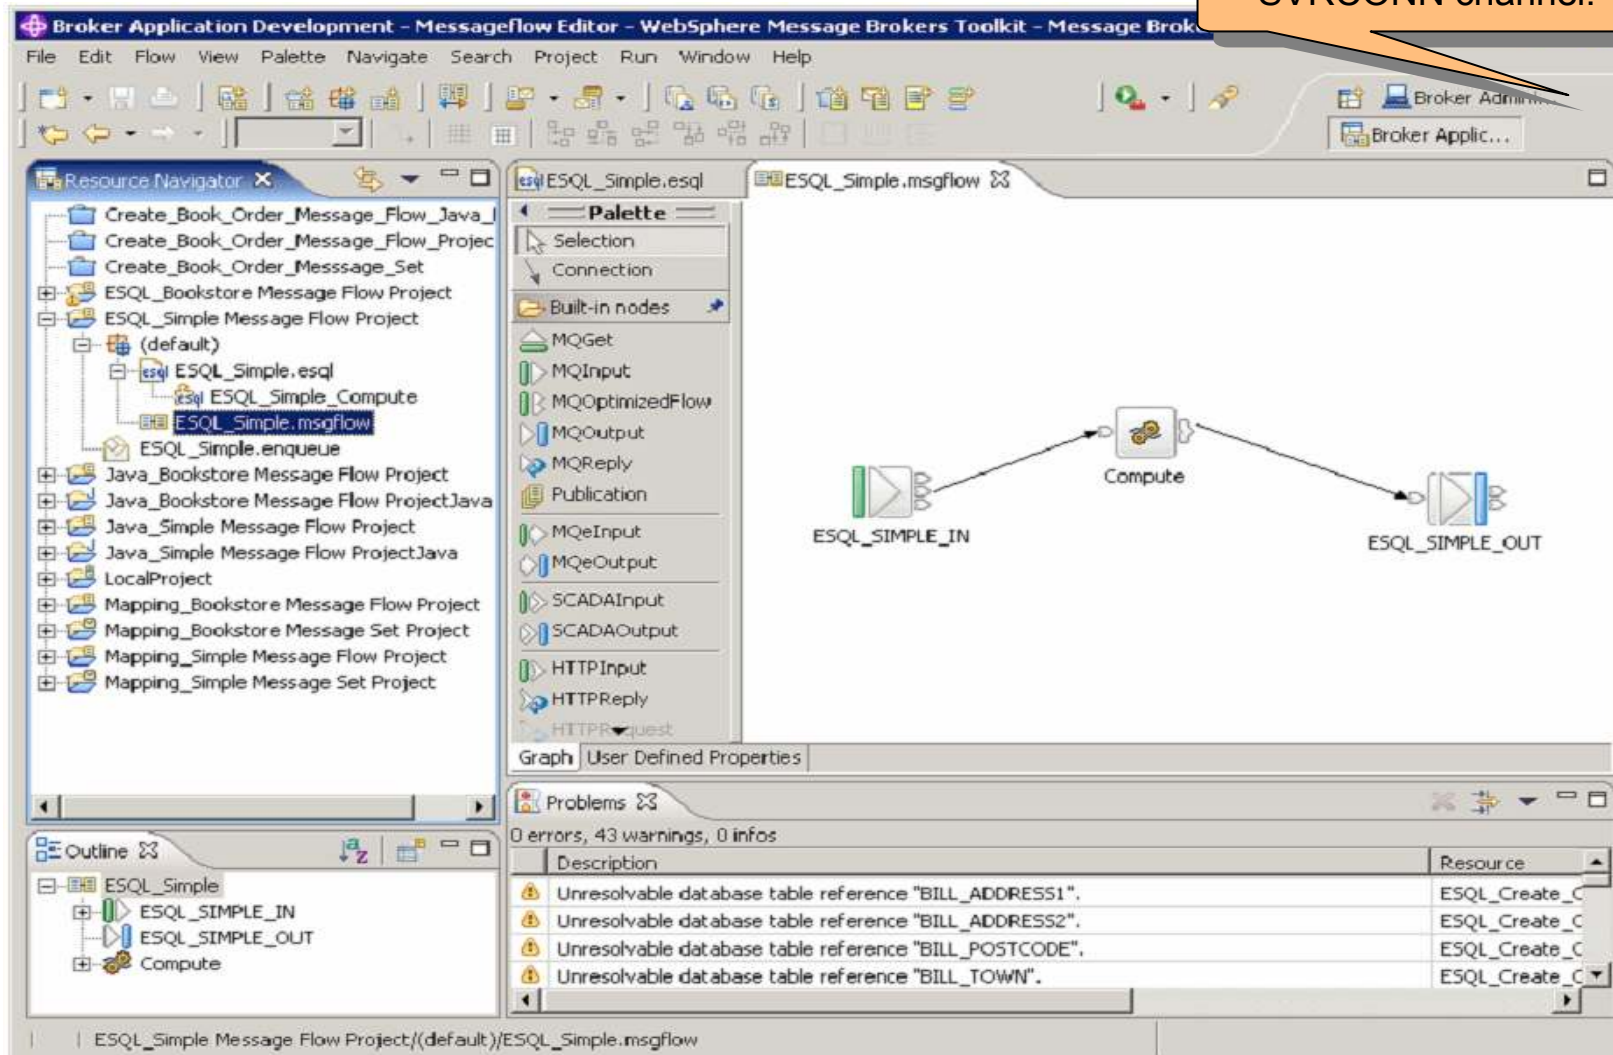 SVRCONN channel.
Broker Application Development - Messageflow Editor - WebSphere Message Brokers Toolkit - Message Brok
File Edit Flow View Palette Navigate Search Project Run Window Help
Broker Admini...
Broker Applic...
Resource Navigator
Create_Book_Order_Message_Flow_Java_
Create_Book_Order_Message_Flow_Projec
Create_Book_Order_Messsage_Set
ESQL_Bookstore Message Flow Project
ESQL_Simple Message Flow Project
(default)
esql ESQL_Simple.esql
esql ESQL_Simple_Compute
ESQL_Simple.msgflow
ESQL_Simple.enqueue
Java_Bookstore Message Flow Project
Java_Bookstore Message Flow ProjectJava
Java_Simple Message Flow Project
Java_Simple Message Flow ProjectJava
LocalProject
Mapping_Bookstore Message Flow Project
Mapping_Bookstore Message Set Project
Mapping_Simple Message Flow Project
Mapping_Simple Message Set Project
Outline
ESQL_Simple
ESQL_SIMPLE_IN
ESQL_SIMPLE_OUT
Compute
esql ESQL_Simple.esql
ESQL_Simple.msgflow
Palette
Selection
Connection
Built-in nodes
MQGet
MQInput
MQOptimizedFlow
MQOutput
MQReply
Publication
MQeInput
MQeOutput
SCADAInput
SCADAOutput
HTTPInput
HTTPReply
HTTPRequest
ESQL_SIMPLE_IN
Compute
ESQL_SIMPLE_OUT
Graph User Defined Properties
Problems
0 errors, 43 warnings, 0 infos
Description Resource
Unresolvable database table reference "BILL_ADDRESS1". ESQL_Create_C
Unresolvable database table reference "BILL_ADDRESS2". ESQL_Create_C
Unresolvable database table reference "BILL_POSTCODE". ESQL_Create_C
Unresolvable database table reference "BILL_TOWN". ESQL_Create_C
ESQL_Simple Message Flow Project/(default)/ESQL_Simple.msgflow